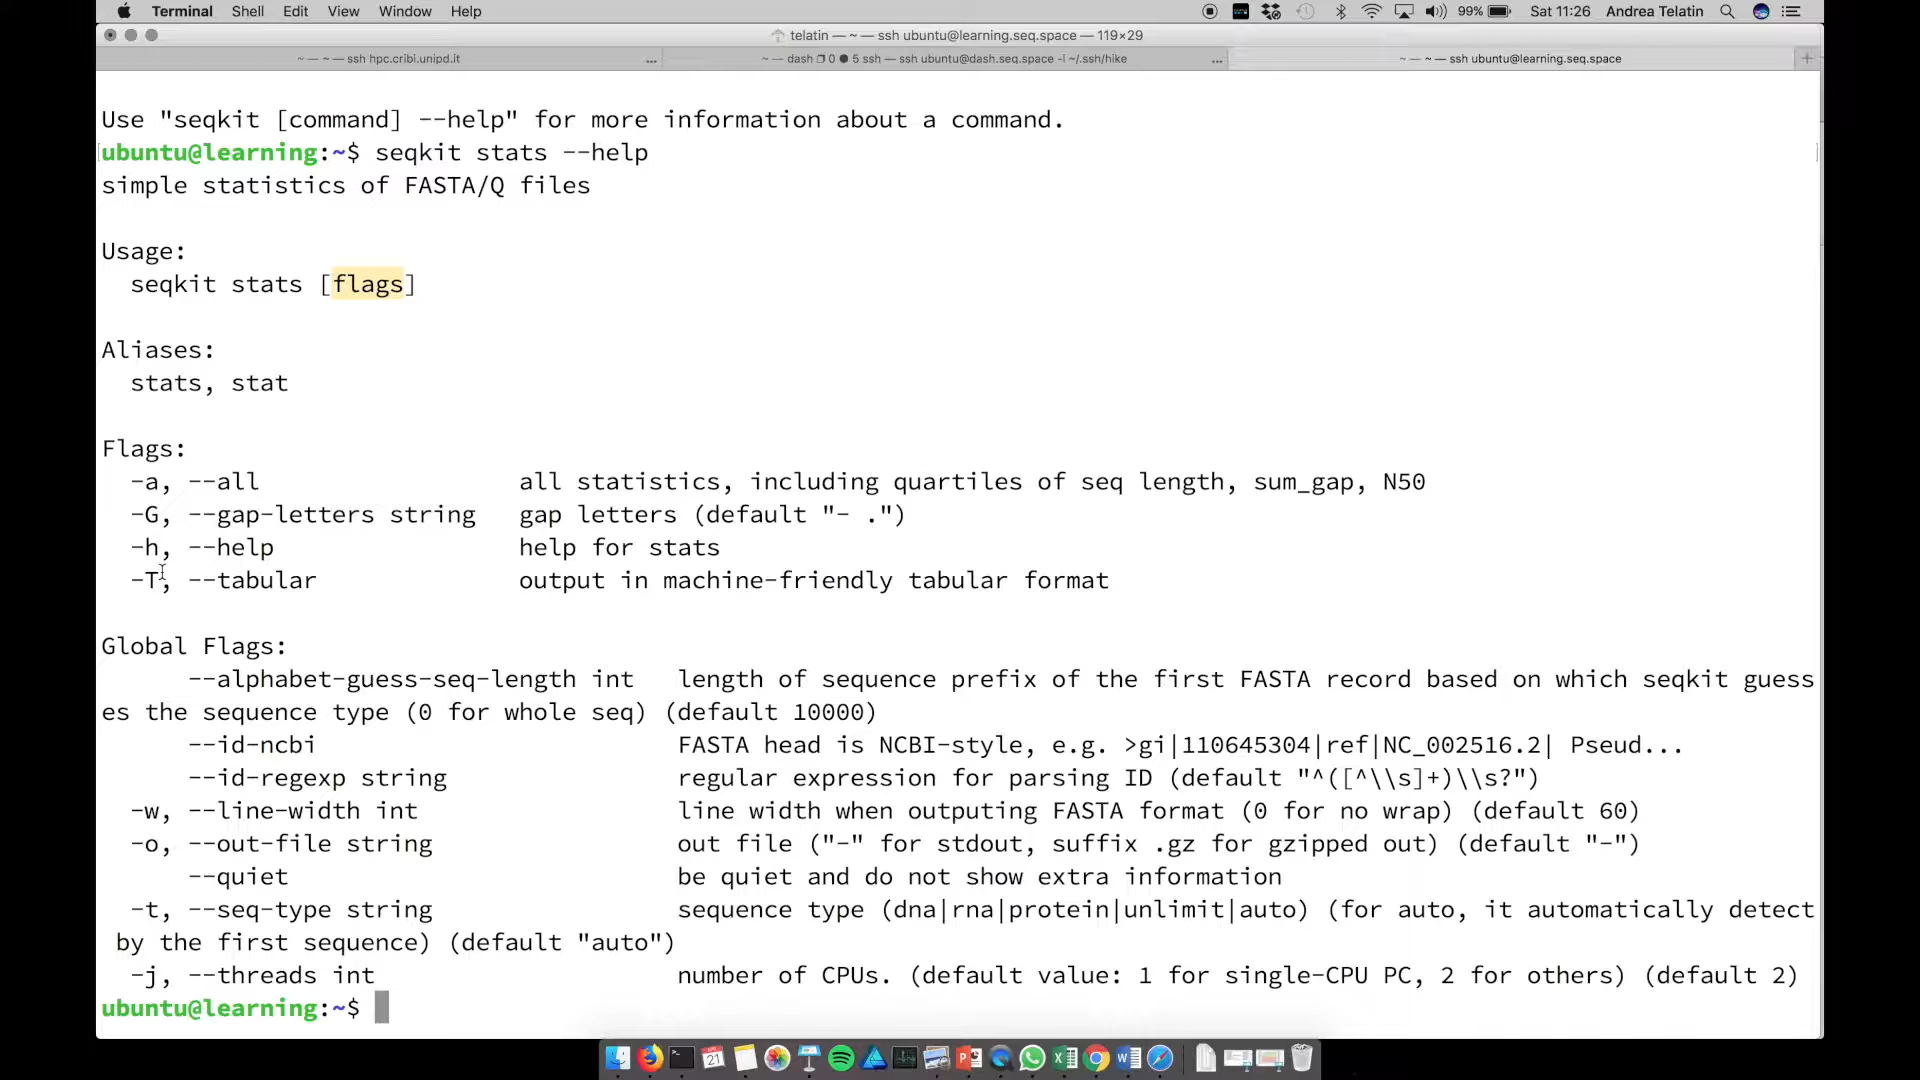 Terminal Shell Edit View Window Help 99% Sat 11:26 Andrea Telatin
telatin — ~ — ssh ubuntu@learning.seq.space — 119×29
~ — ~ — ssh hpc.cribi.unipd.it ... ~ — dash ❐ 0 ● 5 ssh — ssh ubuntu@dash.seq.space -i ~/.ssh/hike ... ~ — ~ — ssh ubuntu@learning.seq.space +
Use "seqkit [command] --help" for more information about a command.
ubuntu@learning:~$ seqkit stats --help
simple statistics of FASTA/Q files
Usage:
seqkit stats [flags]
Aliases:
stats, stat
Flags:
-a, --all all statistics, including quartiles of seq length, sum_gap, N50
-G, --gap-letters string gap letters (default "- .")
-h, --help help for stats
-T, --tabular output in machine-friendly tabular format
Global Flags:
--alphabet-guess-seq-length int length of sequence prefix of the first FASTA record based on which seqkit guess
es the sequence type (0 for whole seq) (default 10000)
--id-ncbi FASTA head is NCBI-style, e.g. >gi|110645304|ref|NC_002516.2| Pseud...
--id-regexp string regular expression for parsing ID (default "^([^\\s]+)\\s?")
-w, --line-width int line width when outputing FASTA format (0 for no wrap) (default 60)
-o, --out-file string out file ("-" for stdout, suffix .gz for gzipped out) (default "-")
--quiet be quiet and do not show extra information
-t, --seq-type string sequence type (dna|rna|protein|unlimit|auto) (for auto, it automatically detect
by the first sequence) (default "auto")
-j, --threads int number of CPUs. (default value: 1 for single-CPU PC, 2 for others) (default 2)
ubuntu@learning:~$
21